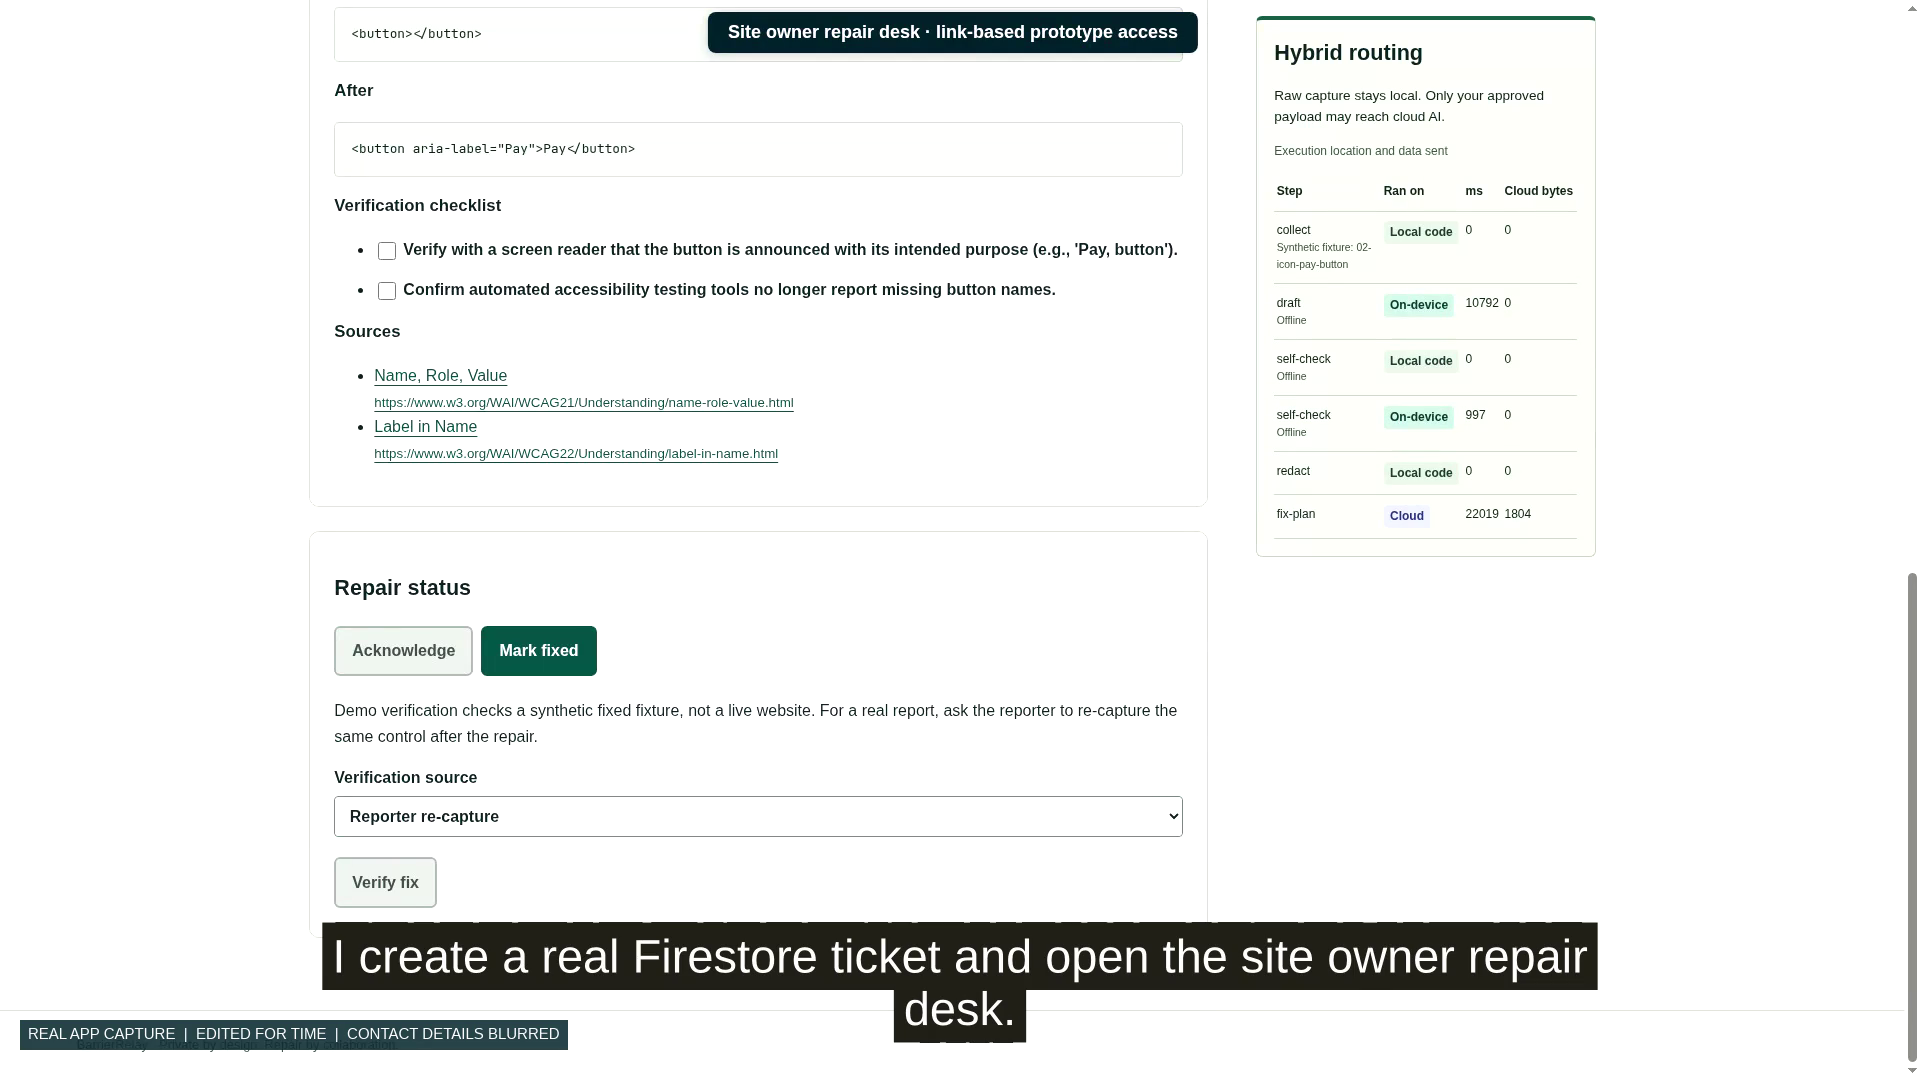 <button></button>
Site owner repair desk · link-based prototype access
After
<button aria-label="Pay">Pay</button>
Verification checklist
Verify with a screen reader that the button is announced with its intended purpose (e.g., 'Pay, button').
Confirm automated accessibility testing tools no longer report missing button names.
Sources
Name, Role, Value
https://www.w3.org/WAI/WCAG21/Understanding/name-role-value.html
Label in Name
https://www.w3.org/WAI/WCAG22/Understanding/label-in-name.html
Repair status
Acknowledge Mark fixed
Demo verification checks a synthetic fixed fixture, not a live website. For a real report, ask the reporter to re-capture the
same control after the repair.
Verification source
Reporter re-capture
Verify fix
Hybrid routing
Raw capture stays local. Only your approved
payload may reach cloud AI.
Execution location and data sent
Step Ran on ms Cloud bytes
collect Local code 0 0
Synthetic fixture: 02-
icon-pay-button
draft On-device 10792 0
Offline
self-check Local code 0 0
Offline
self-check On-device 997 0
Offline
redact Local code 0 0
fix-plan Cloud 22019 1804
I create a real Firestore ticket and open the site owner repair
desk.
REAL APP CAPTURE | EDITED FOR TIME | CONTACT DETAILS BLURRED